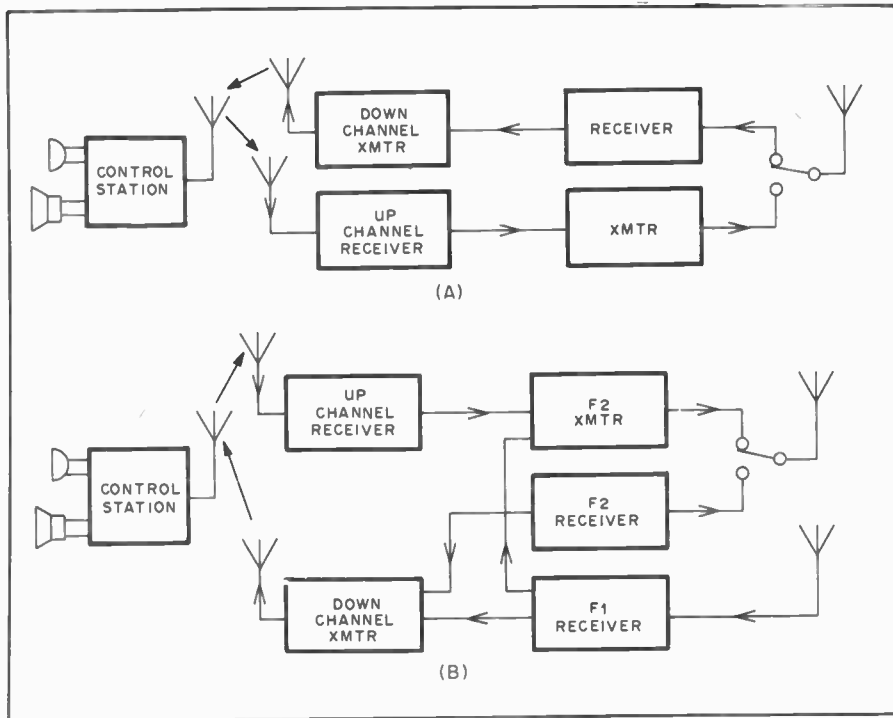 DOWN
CHANNEL
XMTR
RECEIVER
CONTROL
STATION
UP
CHANNEL
RECEIVER
XMTR
(A)
UP
CHANNEL
RECEIVER
F2
XMTR
CONTROL
STATION
F2
RECEIVER
DOWN
CHANNEL
XMTR
F1
RECEIVER
(B)